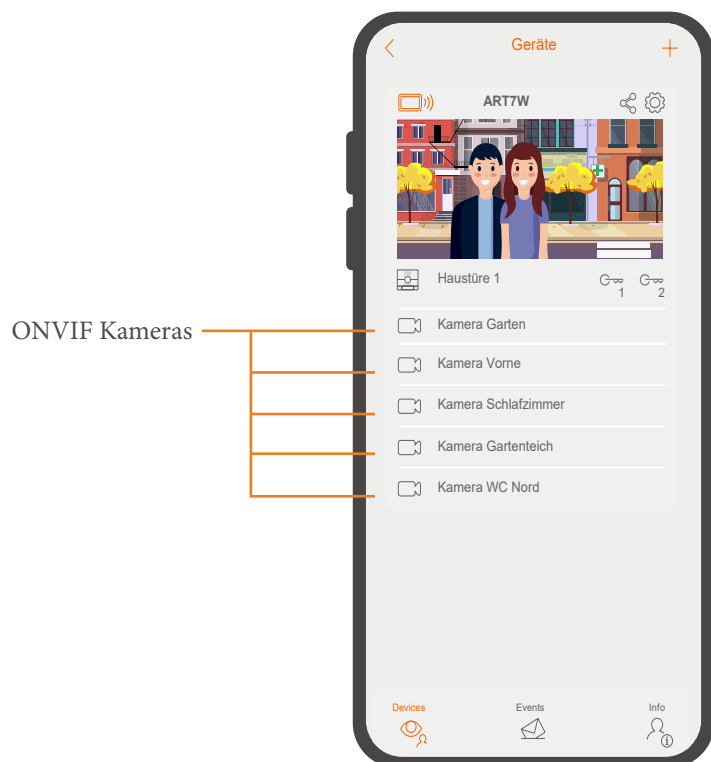 Geräte
ART7W
Haustüre 1
1 2
ONVIF Kameras
Kamera Garten
Kamera Vorne
Kamera Schlafzimmer
Kamera Gartenteich
Kamera WC Nord
Devices Events Info